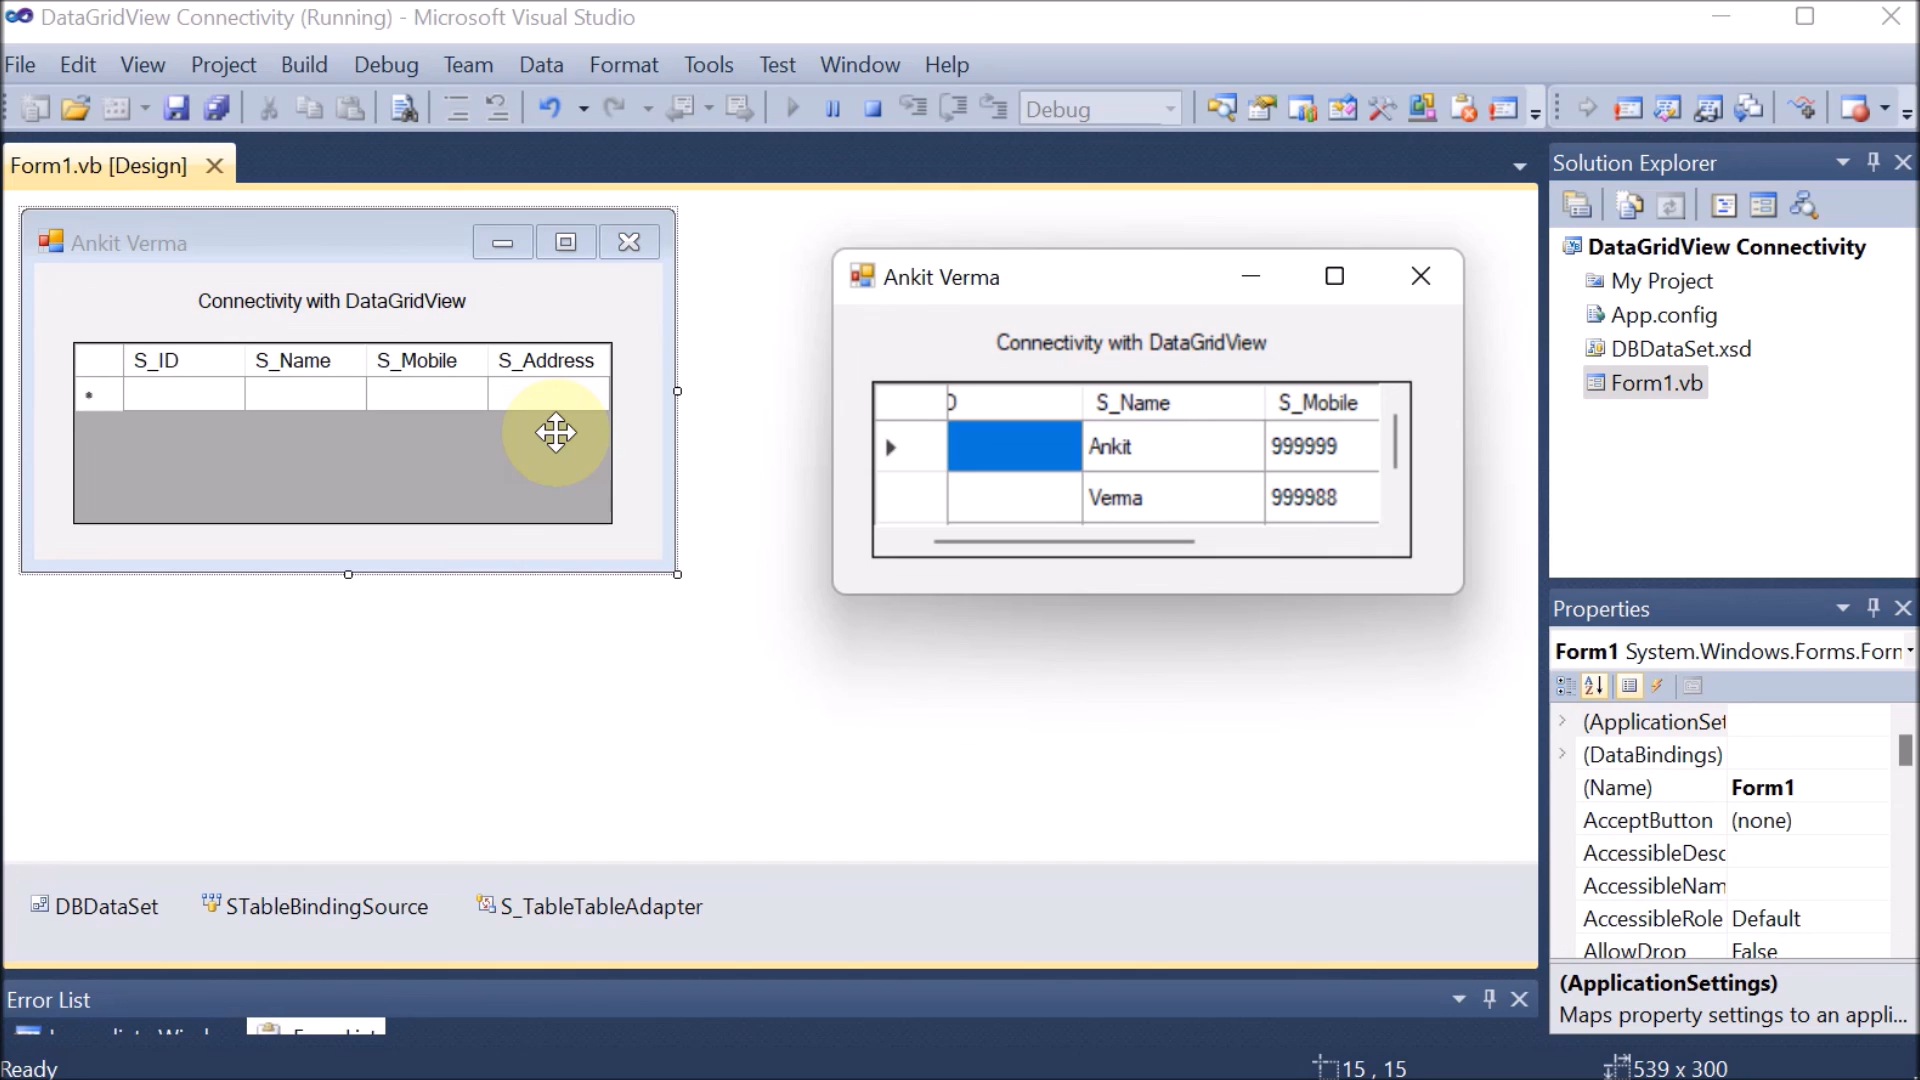 DataGridView Connectivity (Running) - Microsoft Visual Studio
File Edit View Project Build Debug Team Data Format Tools Test Window Help
Debug
Form1.vb [Design]
Ankit Verma
Connectivity with DataGridView
S_ID S_Name S_Mobile S_Address
*
Ankit Verma
Connectivity with DataGridView
S_Name S_Mobile
Ankit 999999
Verma 999988
DBDataSet STableBindingSource S_TableTableAdapter
Error List
Solution Explorer
DataGridView Connectivity
My Project
App.config
DBDataSet.xsd
Form1.vb
Properties
Form1 System.Windows.Forms.Forn
(ApplicationSet
(DataBindings)
(Name) Form1
AcceptButton (none)
AccessibleDesc
AccessibleNam
AccessibleRole Default
AllowDrop False
(ApplicationSettings)
Maps property settings to an appli...
Ready
15 , 15
539 x 300